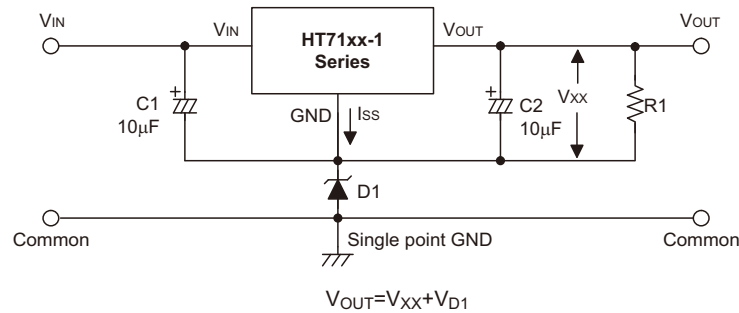 VIN
VIN
HT71xx-1
Series
VOUT
VOUT
C1
10μF
GND
ISS
C2
10μF
VXX
R1
D1
Common
Single point GND
Common
VOUT=VXX+VD1